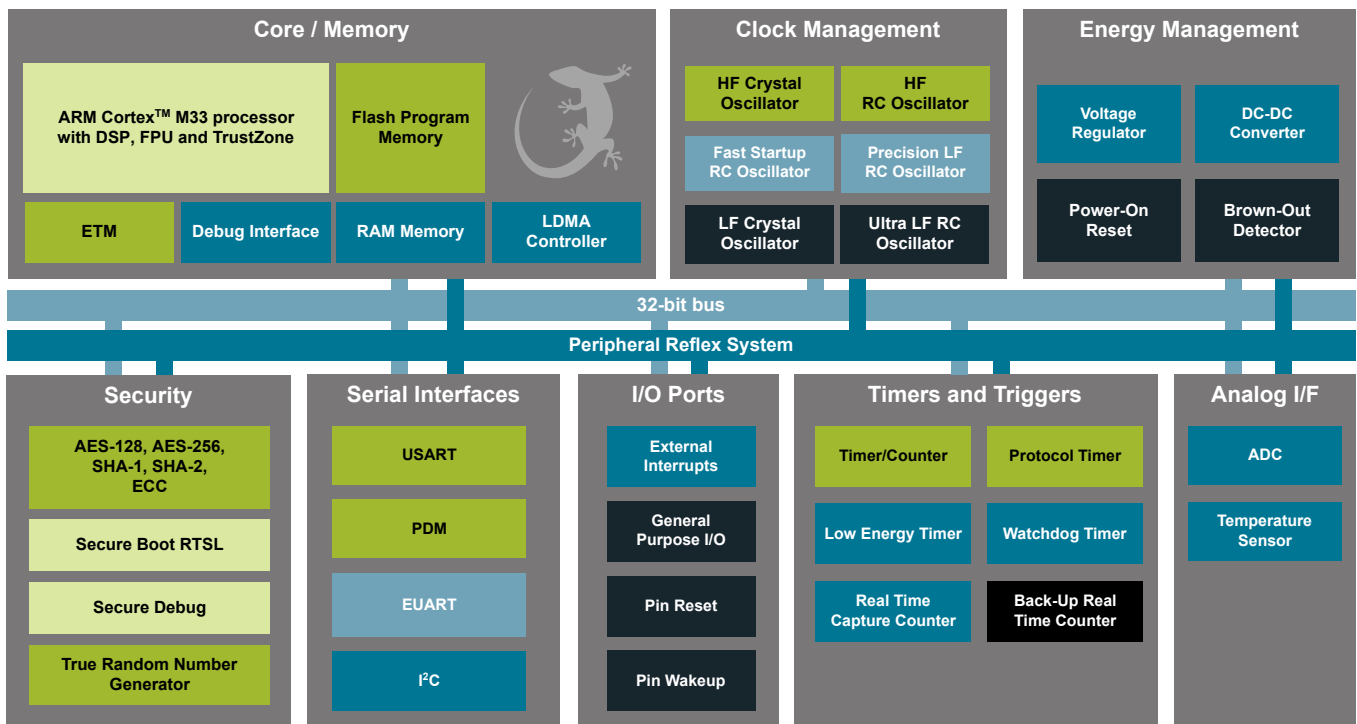 Core / Memory
ARM Cortex™ M33 processor
with DSP, FPU and TrustZone
Flash Program
Memory
ETM
Debug Interface
RAM Memory
LDMA
Controller
Clock Management
HF Crystal
Oscillator
HF
RC Oscillator
Fast Startup
RC Oscillator
Precision LF
RC Oscillator
LF Crystal
Oscillator
Ultra LF RC
Oscillator
Energy Management
Voltage
Regulator
DC-DC
Converter
Power-On
Reset
Brown-Out
Detector
32-bit bus
Peripheral Reflex System
Security
AES-128, AES-256,
SHA-1, SHA-2,
ECC
Secure Boot RTSL
Secure Debug
True Random Number
Generator
Serial Interfaces
USART
PDM
EUART
I²C
I/O Ports
External
Interrupts
General
Purpose I/O
Pin Reset
Pin Wakeup
Timers and Triggers
Timer/Counter
Protocol Timer
Low Energy Timer
Watchdog Timer
Real Time
Capture Counter
Back-Up Real
Time Counter
Analog I/F
ADC
Temperature
Sensor